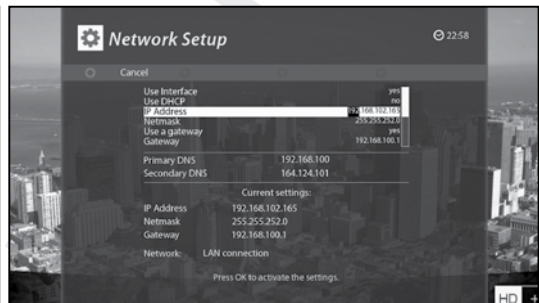 Network Setup
22:58
Cancel
Use Interface yes
Use DHCP no
IP Address 192.168.102.165
Netmask 255.255.252.0
Use a gateway yes
Gateway 192.168.100.1
Primary DNS 192.168.100
Secondary DNS 164.124.101
Current settings:
IP Address 192.168.102.165
Netmask 255.255.252.0
Gateway 192.168.100.1
Network: LAN connection
Press OK to activate the settings.
HD +